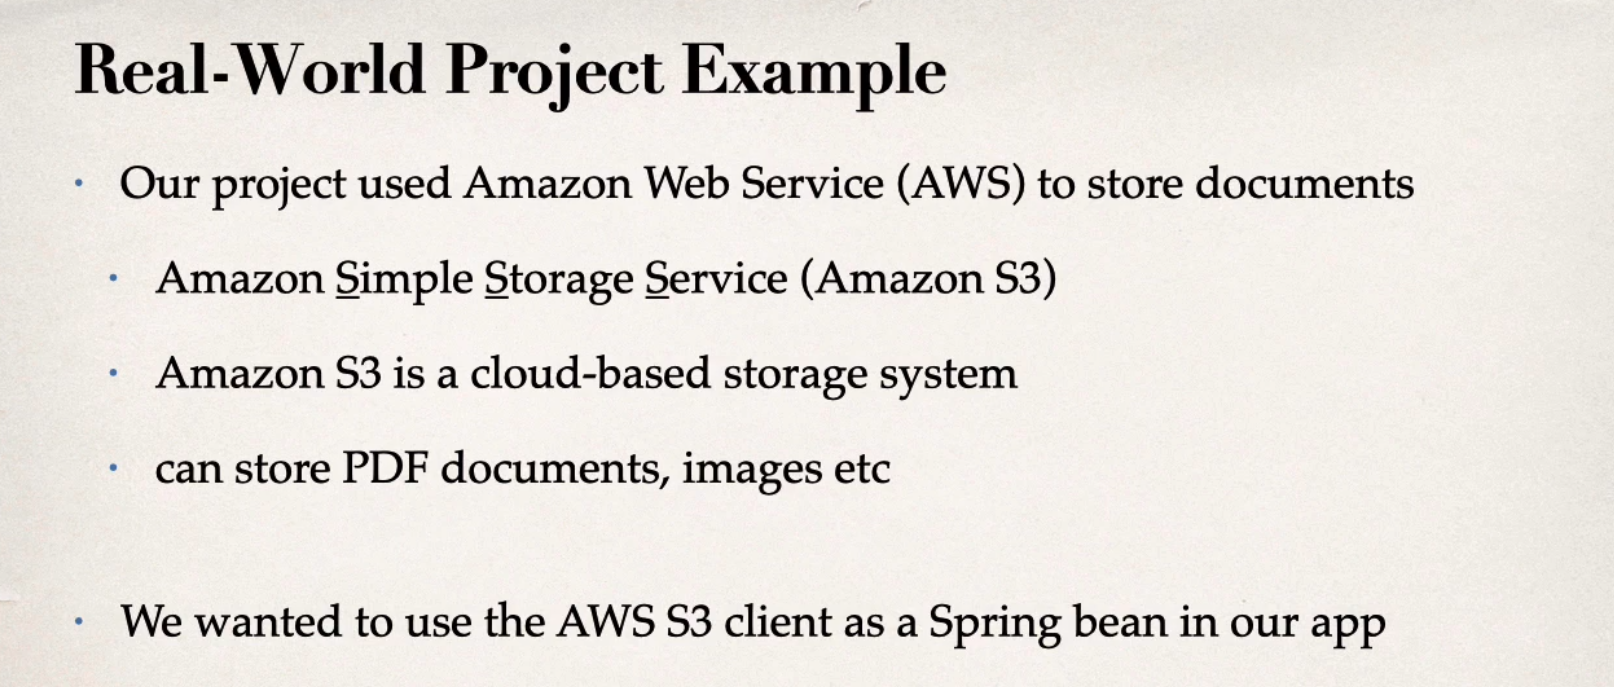 Real-World Project Example
• Our project used Amazon Web Service (AWS) to store documents
• Amazon Simple Storage Service (Amazon S3)
• Amazon S3 is a cloud-based storage system
• can store PDF documents, images etc
• We wanted to use the AWS S3 client as a Spring bean in our app